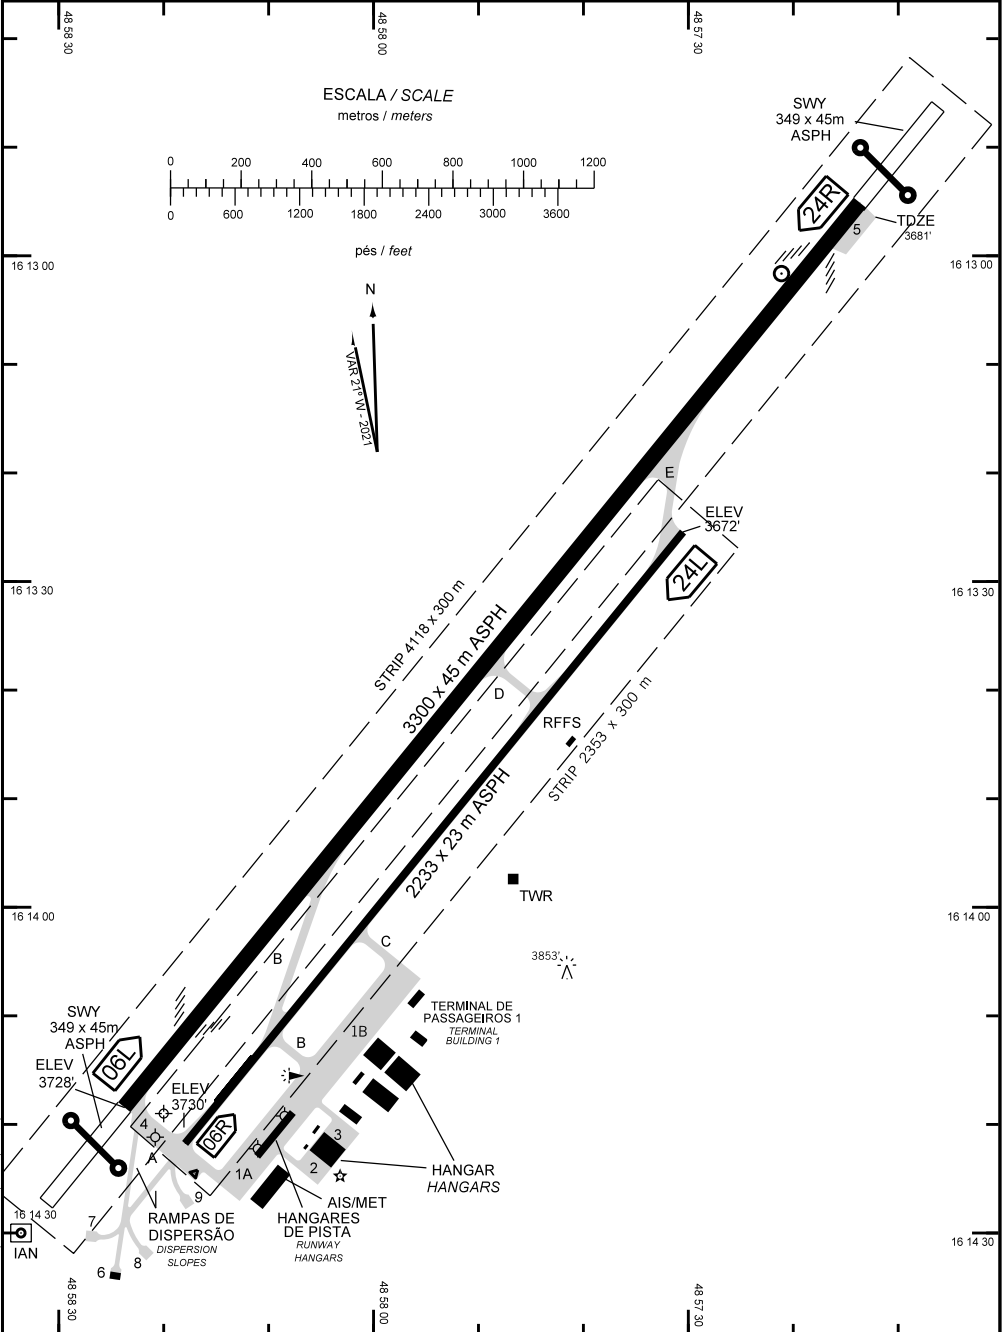 48 58 30
48 58 00
48 57 30
ESCALA / SCALE
metros / meters
0 200 400 600 800 1000 1200
0 600 1200 1800 2400 3000 3600
pés / feet
SWY
349 x 45m
ASPH
24R
TDZE
3681'
5
16 13 00
16 13 00
N
VAR 21° W - 2021
E
ELEV
3672'
24L
16 13 30
16 13 30
STRIP 4118 x 300 m
3300 x 45 m ASPH
D
RFFS
STRIP 2353 x 300 m
2233 x 23 m ASPH
TWR
16 14 00
16 14 00
C
B
3853'
TERMINAL DE
PASSAGEIROS 1
TERMINAL
BUILDING 1
1B
B
SWY
349 x 45m
ASPH
06L
ELEV
3728'
ELEV
3730'
4
06R
A
1A
3
2
HANGAR
HANGARS
AIS/MET
HANGARES
DE PISTA
RUNWAY
HANGARS
9
RAMPAS DE
DISPERSÃO
DISPERSION
SLOPES
7
8
6
16 14 30
IAN
16 14 30
48 58 30
48 58 00
48 57 30